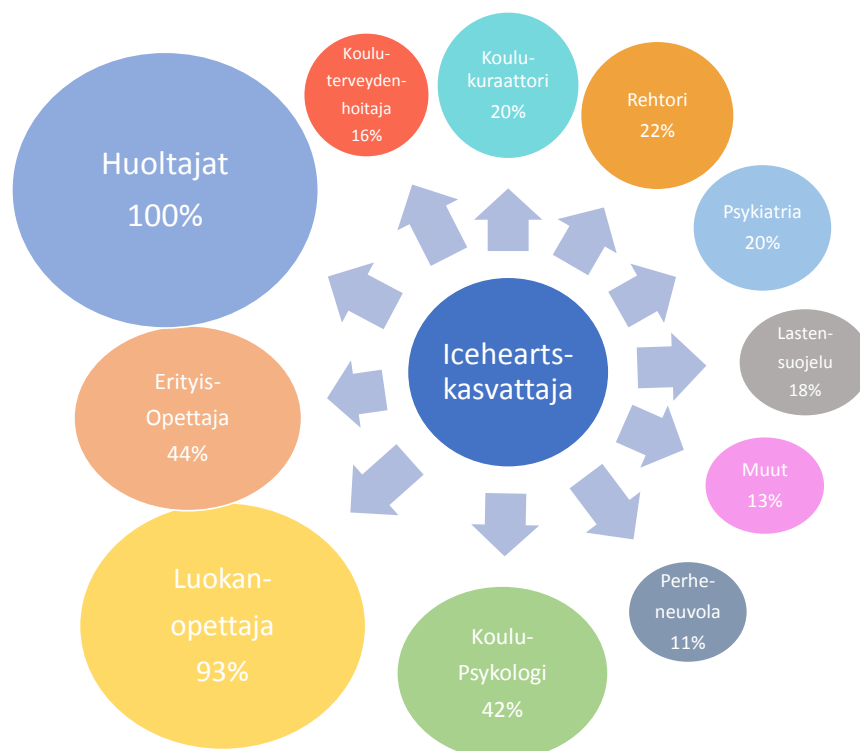 Koulu-
terveyden-
hoitaja
16%
Koulu-
kuraattori
20%
Rehtori
22%
Huoltajat
100%
Psykiatria
20%
Icehearts-
kasvattaja
Lasten-
suojelu
18%
Erityis-
Opettaja
44%
Muut
13%
Luokan-
opettaja
93%
Koulu-
Psykologi
42%
Perhe-
neuvola
11%